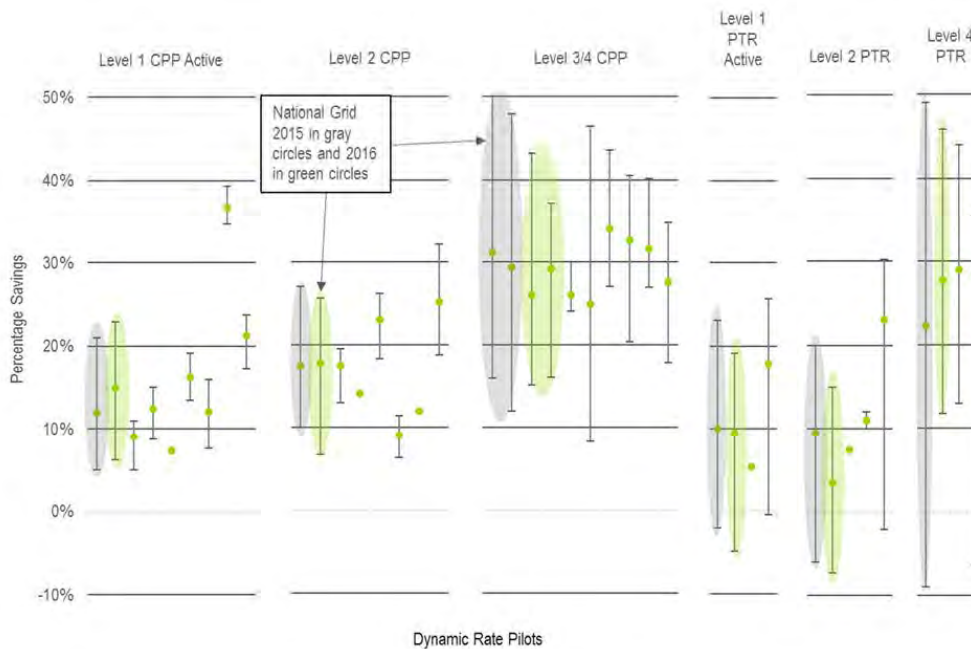 Level 1
PTR
Active
Level 4
PTR
Level 1 CPP Active
Level 2 CPP
Level 3/4 CPP
Level 2 PTR
50%
40%
30%
20%
10%
0%
-10%
National Grid
2015 in gray
circles and 2016
in green circles
Percentage Savings
Dynamic Rate Pilots